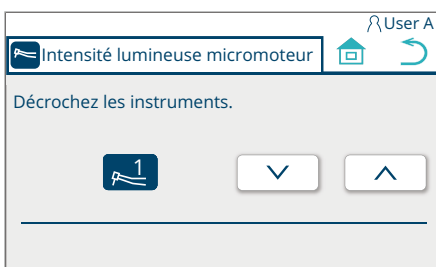 User A
Intensité lumineuse micromoteur
Décrochez les instruments.
1